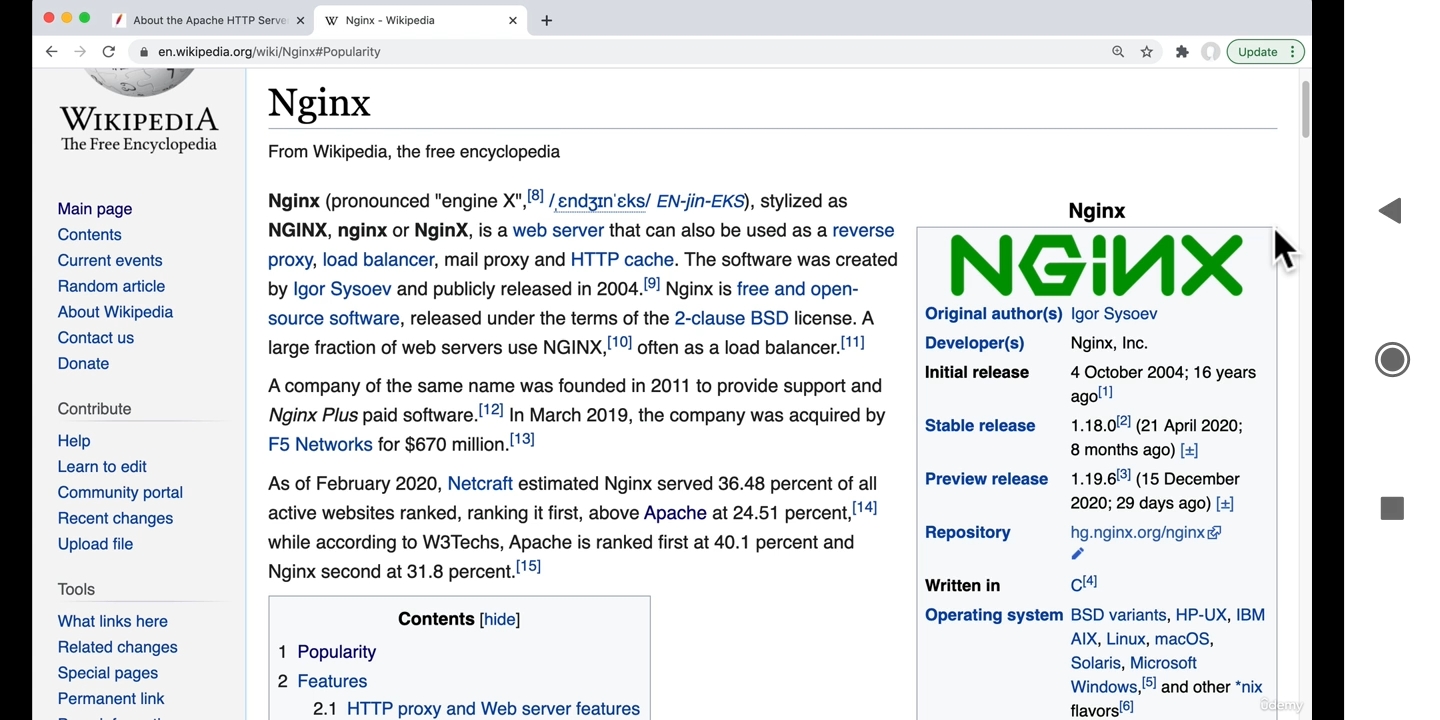 About the Apache HTTP Serve
Nginx - Wikipedia
en.wikipedia.org/wiki/Nginx#Popularity
Update
WIKIPEDIA
The Free Encyclopedia
Main page
Contents
Current events
Random article
About Wikipedia
Contact us
Donate
Contribute
Help
Learn to edit
Community portal
Recent changes
Upload file
Tools
What links here
Related changes
Special pages
Permanent link
Nginx
From Wikipedia, the free encyclopedia
Nginx (pronounced "engine X",[8] /ˌɛndʒɪnˈɛks/ EN-jin-EKS), stylized as
NGINX, nginx or NginX, is a web server that can also be used as a reverse
proxy, load balancer, mail proxy and HTTP cache. The software was created
by Igor Sysoev and publicly released in 2004.[9] Nginx is free and open-
source software, released under the terms of the 2-clause BSD license. A
large fraction of web servers use NGINX,[10] often as a load balancer.[11]
A company of the same name was founded in 2011 to provide support and
Nginx Plus paid software.[12] In March 2019, the company was acquired by
F5 Networks for $670 million.[13]
As of February 2020, Netcraft estimated Nginx served 36.48 percent of all
active websites ranked, ranking it first, above Apache at 24.51 percent,[14]
while according to W3Techs, Apache is ranked first at 40.1 percent and
Nginx second at 31.8 percent.[15]
Contents [hide]
1 Popularity
2 Features
2.1 HTTP proxy and Web server features
Nginx
NGiNX
Original author(s) Igor Sysoev
Developer(s) Nginx, Inc.
Initial release 4 October 2004; 16 years
ago[1]
Stable release 1.18.0[2] (21 April 2020;
8 months ago) [±]
Preview release 1.19.6[3] (15 December
2020; 29 days ago) [±]
Repository hg.nginx.org/nginx
Written in C[4]
Operating system BSD variants, HP-UX, IBM
AIX, Linux, macOS,
Solaris, Microsoft
Windows,[5] and other *nix
flavors[6]
ûdemy